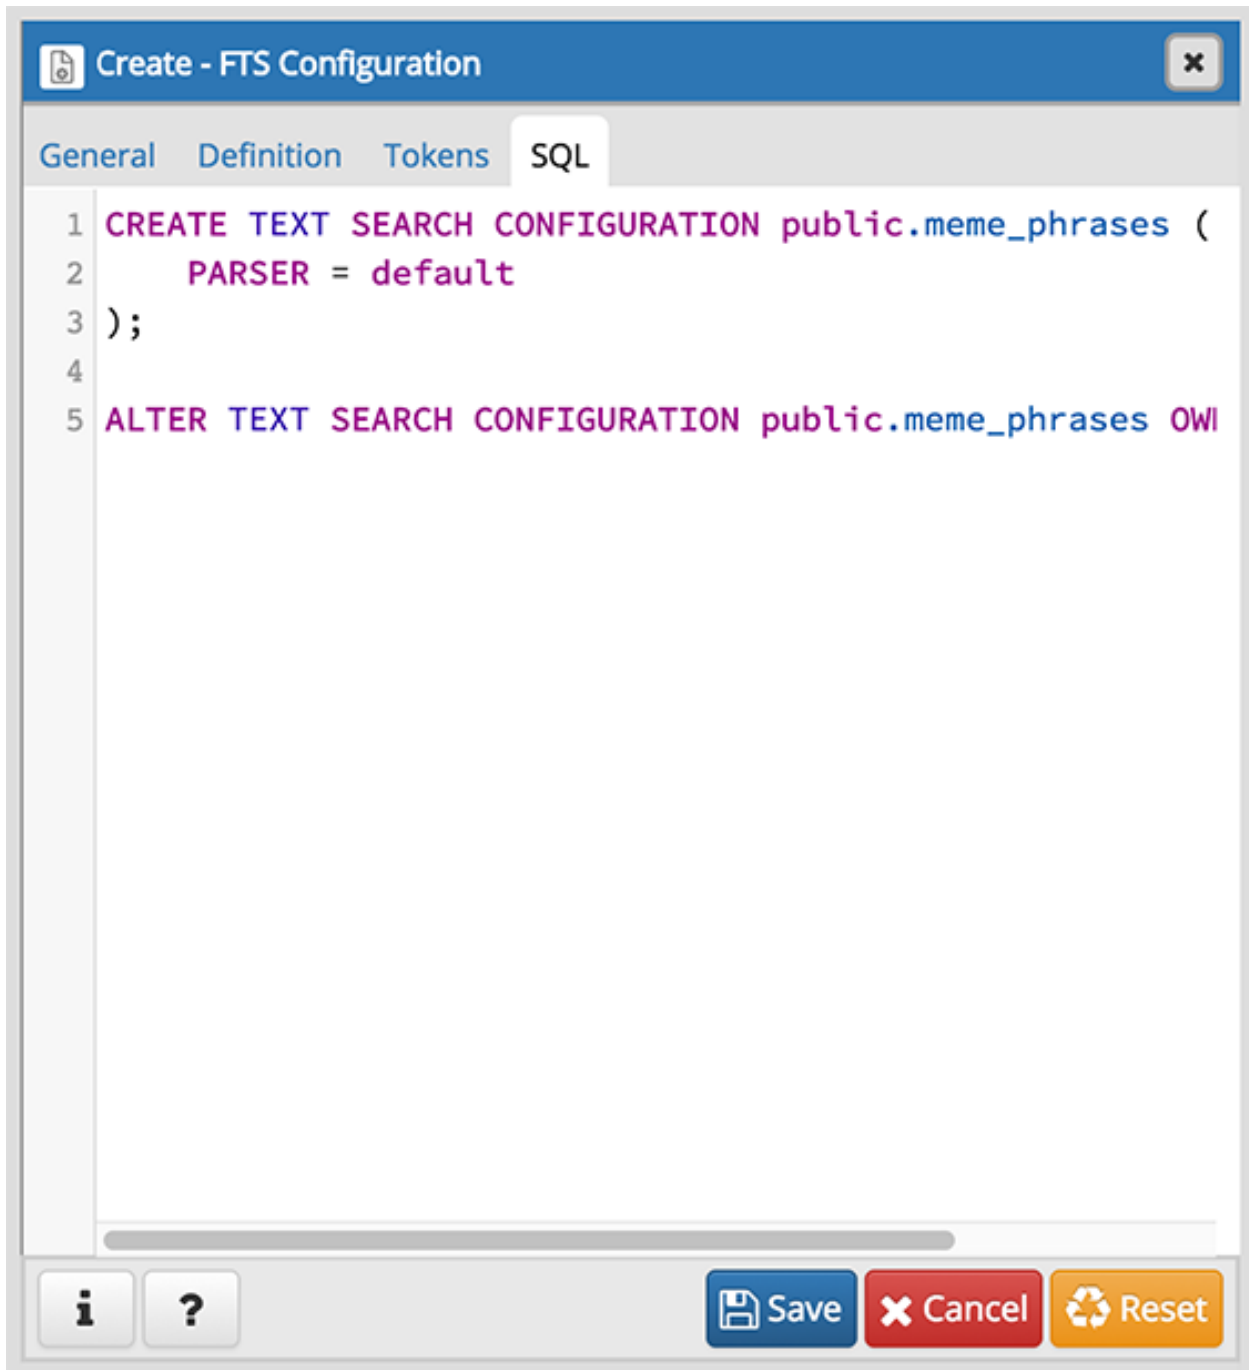 Create - FTS Configuration
General Definition Tokens SQL
1 CREATE TEXT SEARCH CONFIGURATION public.meme_phrases (
2 PARSER = default
3 );
4
5 ALTER TEXT SEARCH CONFIGURATION public.meme_phrases
i ? Save Cancel Reset